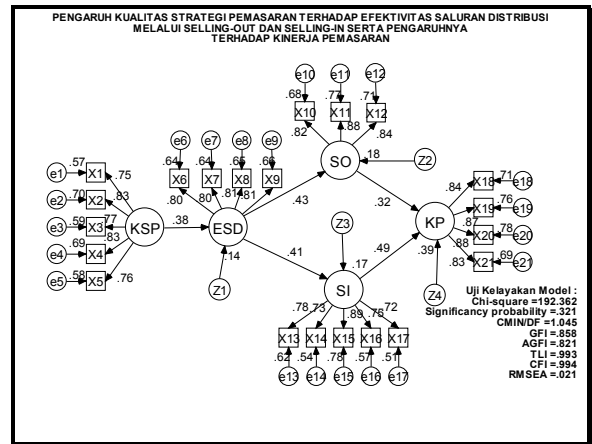 PENGARUH KUALITAS STRATEGI PEMASARAN TERHADAP EFEKTIVITAS SALURAN DISTRIBUSI
MELALUI SELLING-OUT DAN SELLING-IN SERTA PENGARUHNYA
TERHADAP KINERJA PEMASARAN
e10 e11 e12
.68 .77 .71
X10 X11 X12
.82 .88 .84
e6 e7 e8 e9
.64 .64 .65 .66
X6 X7 X8 X9
.80 .80 .81 .81
SO .18 Z2
e1 .57 X1 .75
e2 .70 X2 .83
e3 .59 X3 .77
e4 .69 X4 .83
e5 .58 X5 .76
KSP .38 ESD .14 Z1
.43 .32
.41 .49
Z3 .17 SI
KP .39 Z4
.84 X18 .71 e18
.87 X19 .76 e19
.88 X20 .78 e20
.83 X21 .69 e21
.78 .73 .89 .75 .72
X13 X14 X15 X16 X17
.62 .54 .78 .57 .51
e13 e14 e15 e16 e17
Uji Kelayakan Model :
Chi-square =192.362
Significancy probability =.321
CMIN/DF =1.045
GFI =.858
AGFI =.821
TLI =.993
CFI =.994
RMSEA =.021